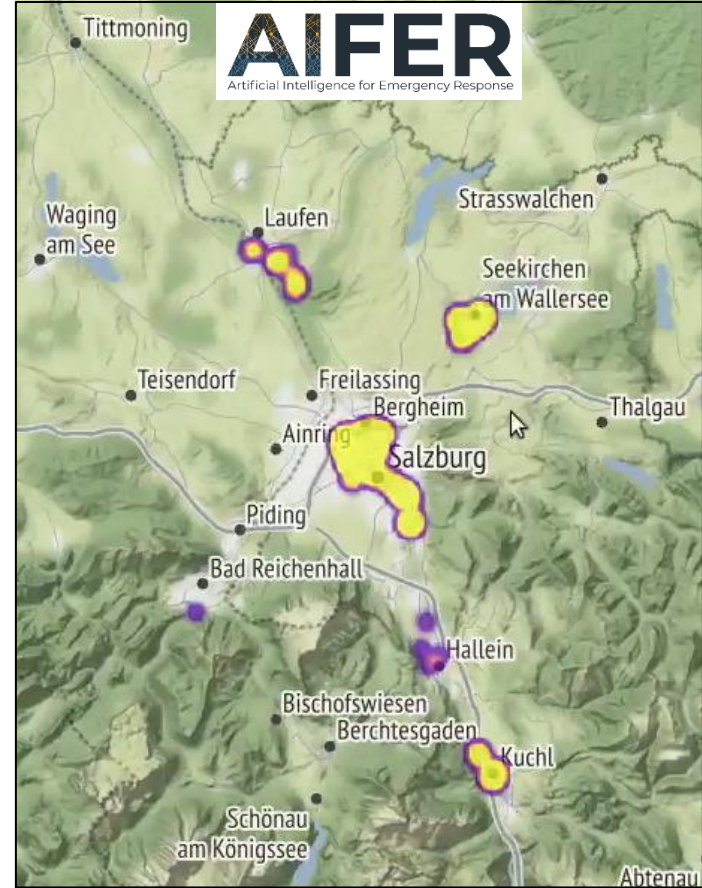 AIFER
Artificial Intelligence for Emergency Response
Tittmoning
Strasswalchen
Laufen
Waging
am See
Seekirchen
am Wallersee
Teisendorf
Freilassing
Bergheim
Thalgau
Ainring
Salzburg
Piding
Bad Reichenhall
Hallein
Bischofswiesen
Berchtesgaden
Kuchl
Schönau
am Königssee
Abtenau